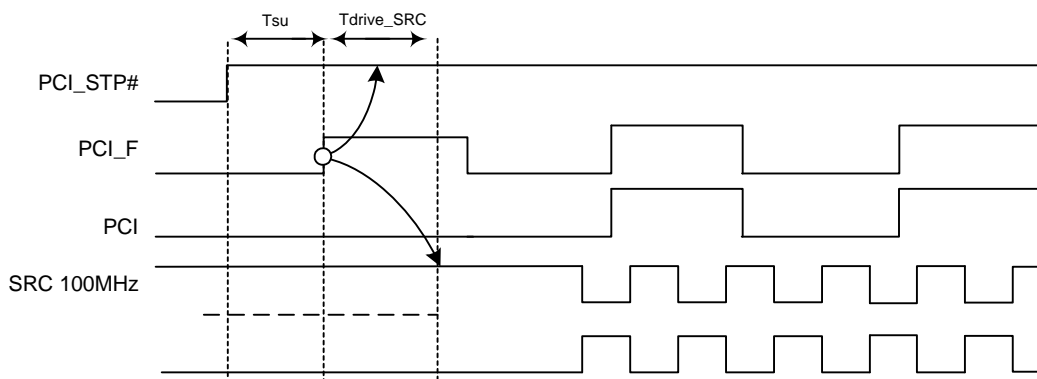 Tsu
Tdrive_SRC
PCI_STP#
PCI_F
PCI
SRC 100MHz